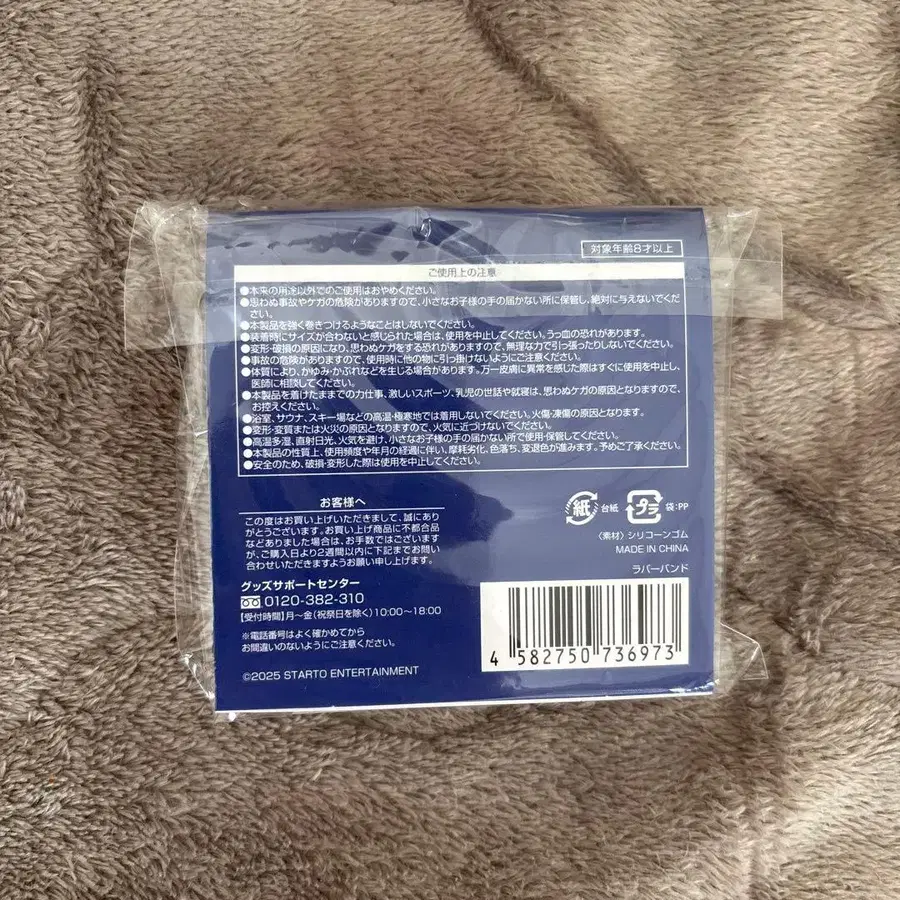 対象年齢8才以上
ご使用上の注意
●本来の用途以外でのご使用はおやめください。
●思わぬ事故やケガの危険がありますので、小さなお子様の手の届かない所に保管し、絶対に与えないでくだ
さい。
●本製品を強く巻きつけるようなことはしないでください。
●装着時にサイズが合わないと感じられた場合は、使用を中止してください。うっ血の恐れがあります。
●変形・破損の原因になり、思わぬケガをする恐れがありますので、無理な力で引っ張ったりしないでください。
●事故の危険がありますので、使用時に他の物に引っ掛けないようにご注意ください。
●体質により、かゆみ・かぶれなどを生じる場合があります。万一皮膚に異常を感じた際はすぐに使用を中止し、
医師に相談してください。
●本製品を着けたままでの力仕事、激しいスポーツ、乳児の世話や就寝は、思わぬケガの原因となりますので、
お控えください。
●浴室、サウナ、スキー場などの高温・極寒地では着用しないでください。火傷・凍傷の原因となります。
●変形・変質または火災の原因となりますので、火気に近づけないでください。
●高温多湿、直射日光、火気を避け、小さなお子様の手の届かない所で使用・保管してください。
●本製品の性質上、使用頻度や年月の経過に伴い、摩耗劣化、色落ち、変退色が進みます。予めご了承ください。
●安全のため、破損・変形した際は使用を中止してください。
お客様へ
この度はお買い上げいただきまして、誠にあり
がとうございます。お買い上げ商品に不都合品
などありました場合は、お手数ではございます
が、ご購入日より2週間以内に下記までお問い
合わせいただきますようお願い申し上げます。
グッズサポートセンター
0120-382-310
【受付時間】月～金(祝祭日を除く)10:00～18:00
※電話番号はよく確かめてから
お間違いのないようにご注意ください。
©2025 STARTO ENTERTAINMENT
紙 台紙 プラ 袋:PP
〈素材〉シリコーンゴム
MADE IN CHINA
ラバーバンド
4 582750 736973